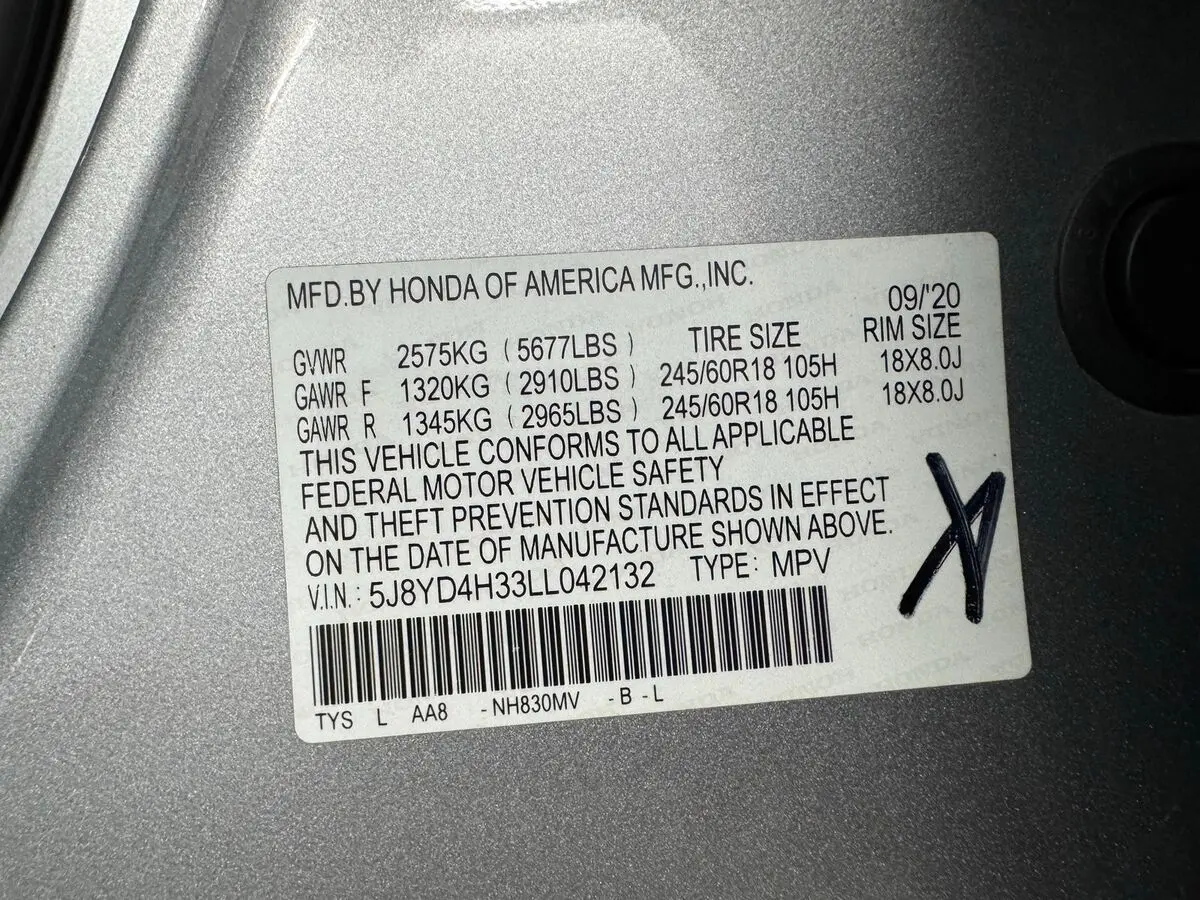 MFD.BY HONDA OF AMERICA MFG.,INC.
09/'20
GVWR 2575KG ( 5677LBS ) TIRE SIZE RIM SIZE
GAWR F 1320KG ( 2910LBS ) 245/60R18 105H 18X8.0J
GAWR R 1345KG ( 2965LBS ) 245/60R18 105H 18X8.0J
THIS VEHICLE CONFORMS TO ALL APPLICABLE
FEDERAL MOTOR VEHICLE SAFETY
AND THEFT PREVENTION STANDARDS IN EFFECT
ON THE DATE OF MANUFACTURE SHOWN ABOVE.
V.I.N. : 5J8YD4H33LL042132 TYPE: MPV
TYS L AA8 -NH830MV -B -L